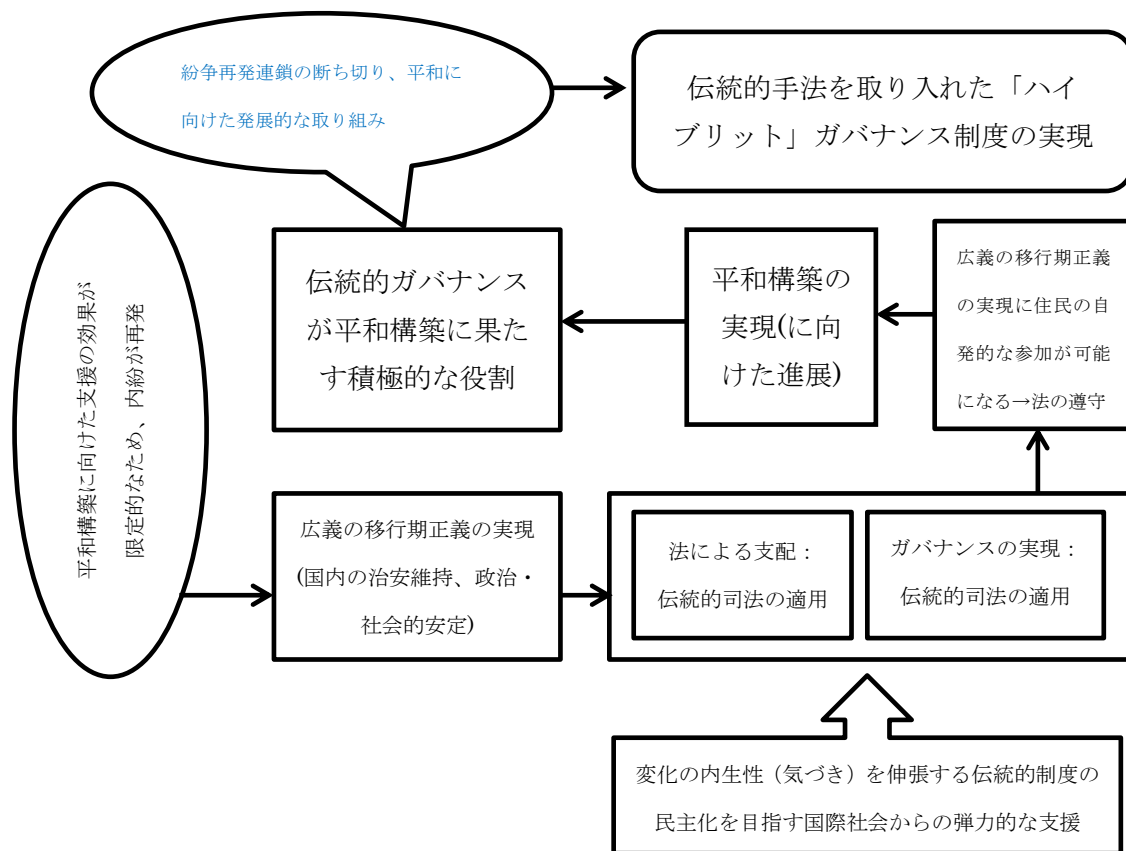 紛争再発連鎖の断ち切り、平和に
向けた発展的な取り組み
伝統的手法を取り入れた「ハイ
ブリット」ガバナンス制度の実現
平和構築に向けた支援の効果が
限定的なため、内紛が再発
伝統的ガバナンス
が平和構築に果た
す積極的な役割
平和構築の
実現(に向
けた進展)
広義の移行期正義
の実現に住民の自
発的な参加が可能
になる→法の遵守
広義の移行期正義の実現
(国内の治安維持、政治・
社会的安定)
法による支配：
伝統的司法の適用
ガバナンスの実現：
伝統的司法の適用
変化の内生性（気づき）を伸張する伝統的制度の
民主化を目指す国際社会からの弾力的な支援